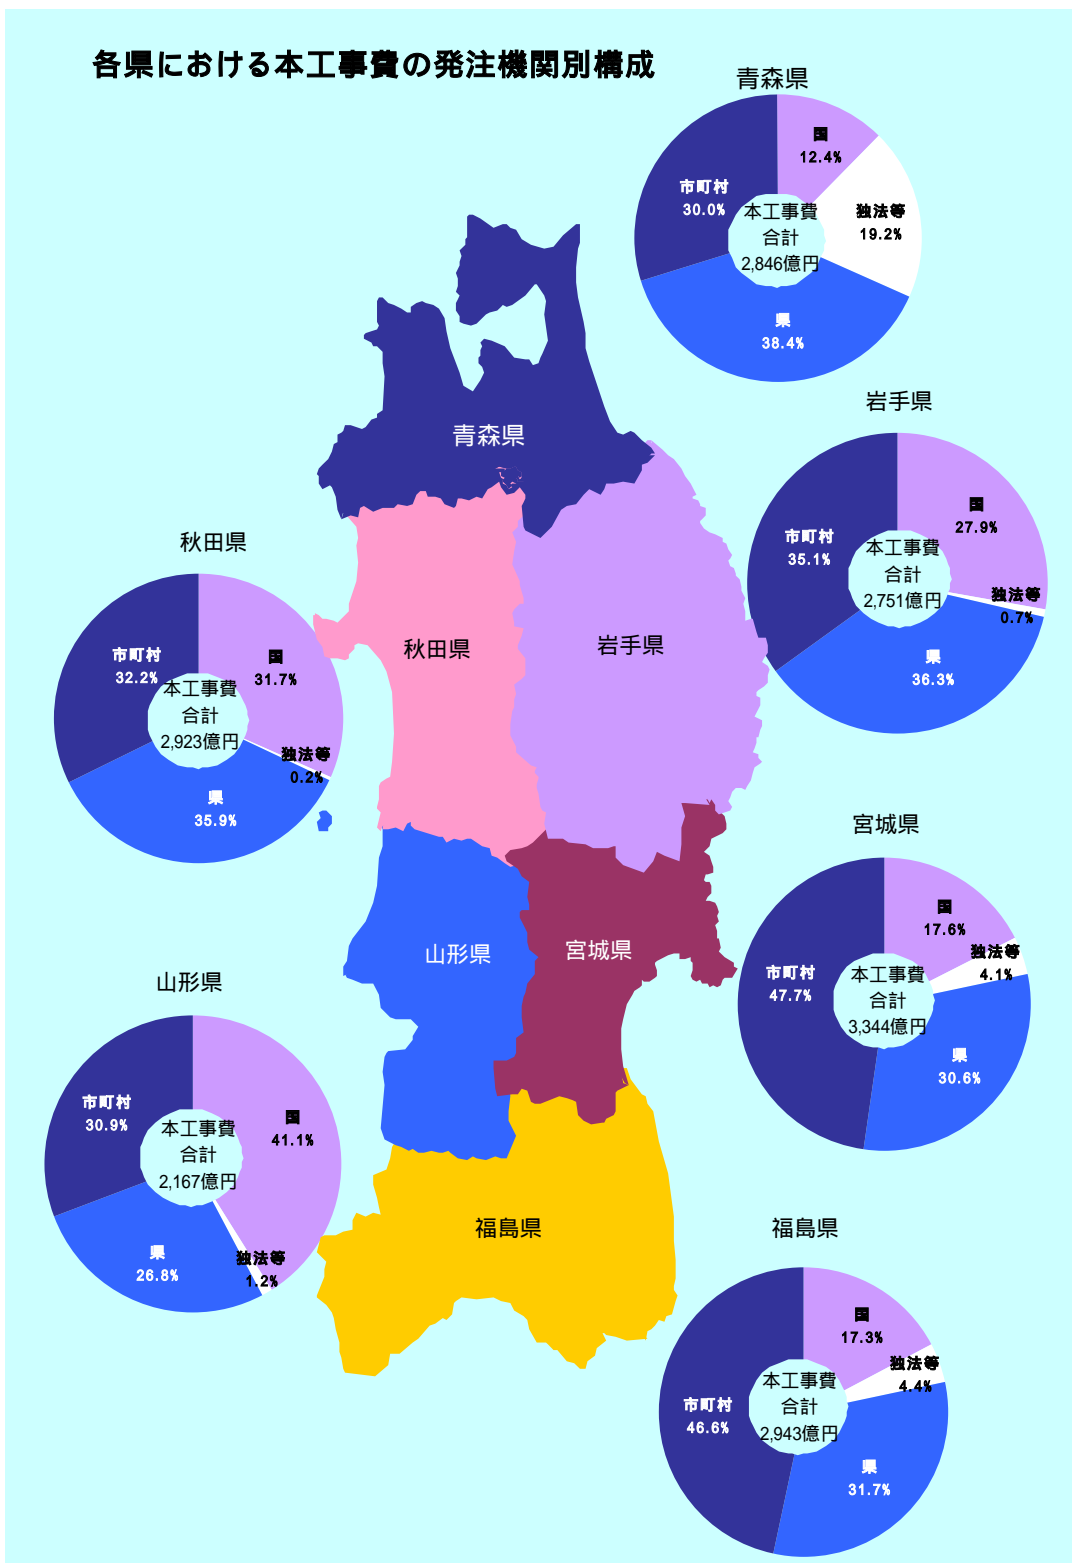 各県における本工事費の発注機関別構成
青森県
国
12.4%
独法等
19.2%
県
38.4%
市町村
30.0%
本工事費
合計
2,846億円
岩手県
国
27.9%
独法等
0.7%
県
36.3%
市町村
35.1%
本工事費
合計
2,751億円
秋田県
国
31.7%
独法等
0.2%
県
35.9%
市町村
32.2%
本工事費
合計
2,923億円
宮城県
国
17.6%
独法等
4.1%
県
30.6%
市町村
47.7%
本工事費
合計
3,344億円
山形県
国
41.1%
独法等
1.2%
県
26.8%
市町村
30.9%
本工事費
合計
2,167億円
福島県
国
17.3%
独法等
4.4%
県
31.7%
市町村
46.6%
本工事費
合計
2,943億円
青森県
秋田県
岩手県
山形県
宮城県
福島県